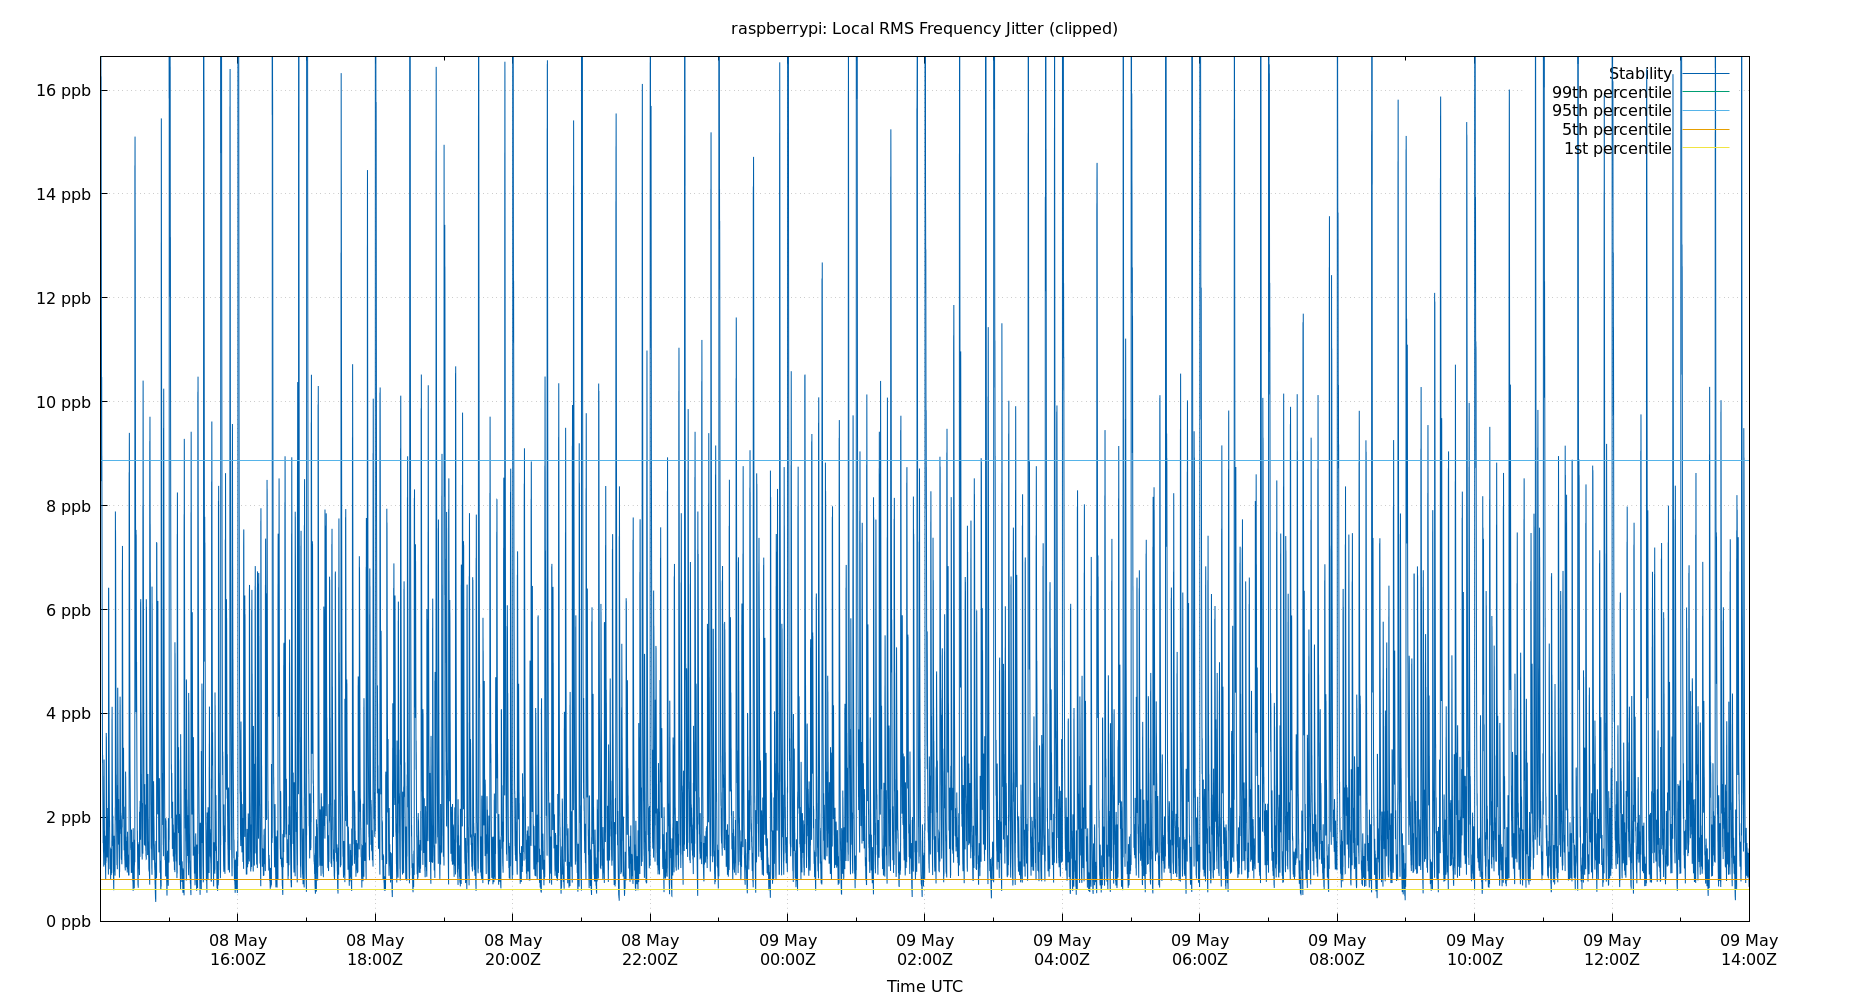 raspberrypi: Local RMS Frequency Jitter (clipped)
16 ppb
14 ppb
12 ppb
10 ppb
8 ppb
6 ppb
4 ppb
2 ppb
0 ppb
Stability
99th percentile
95th percentile
5th percentile
1st percentile
08 May 08 May 08 May 08 May 09 May 09 May 09 May 09 May 09 May 09 May 09 May 09 May
16:00Z 18:00Z 20:00Z 22:00Z 00:00Z 02:00Z 04:00Z 06:00Z 08:00Z 10:00Z 12:00Z 14:00Z
Time UTC